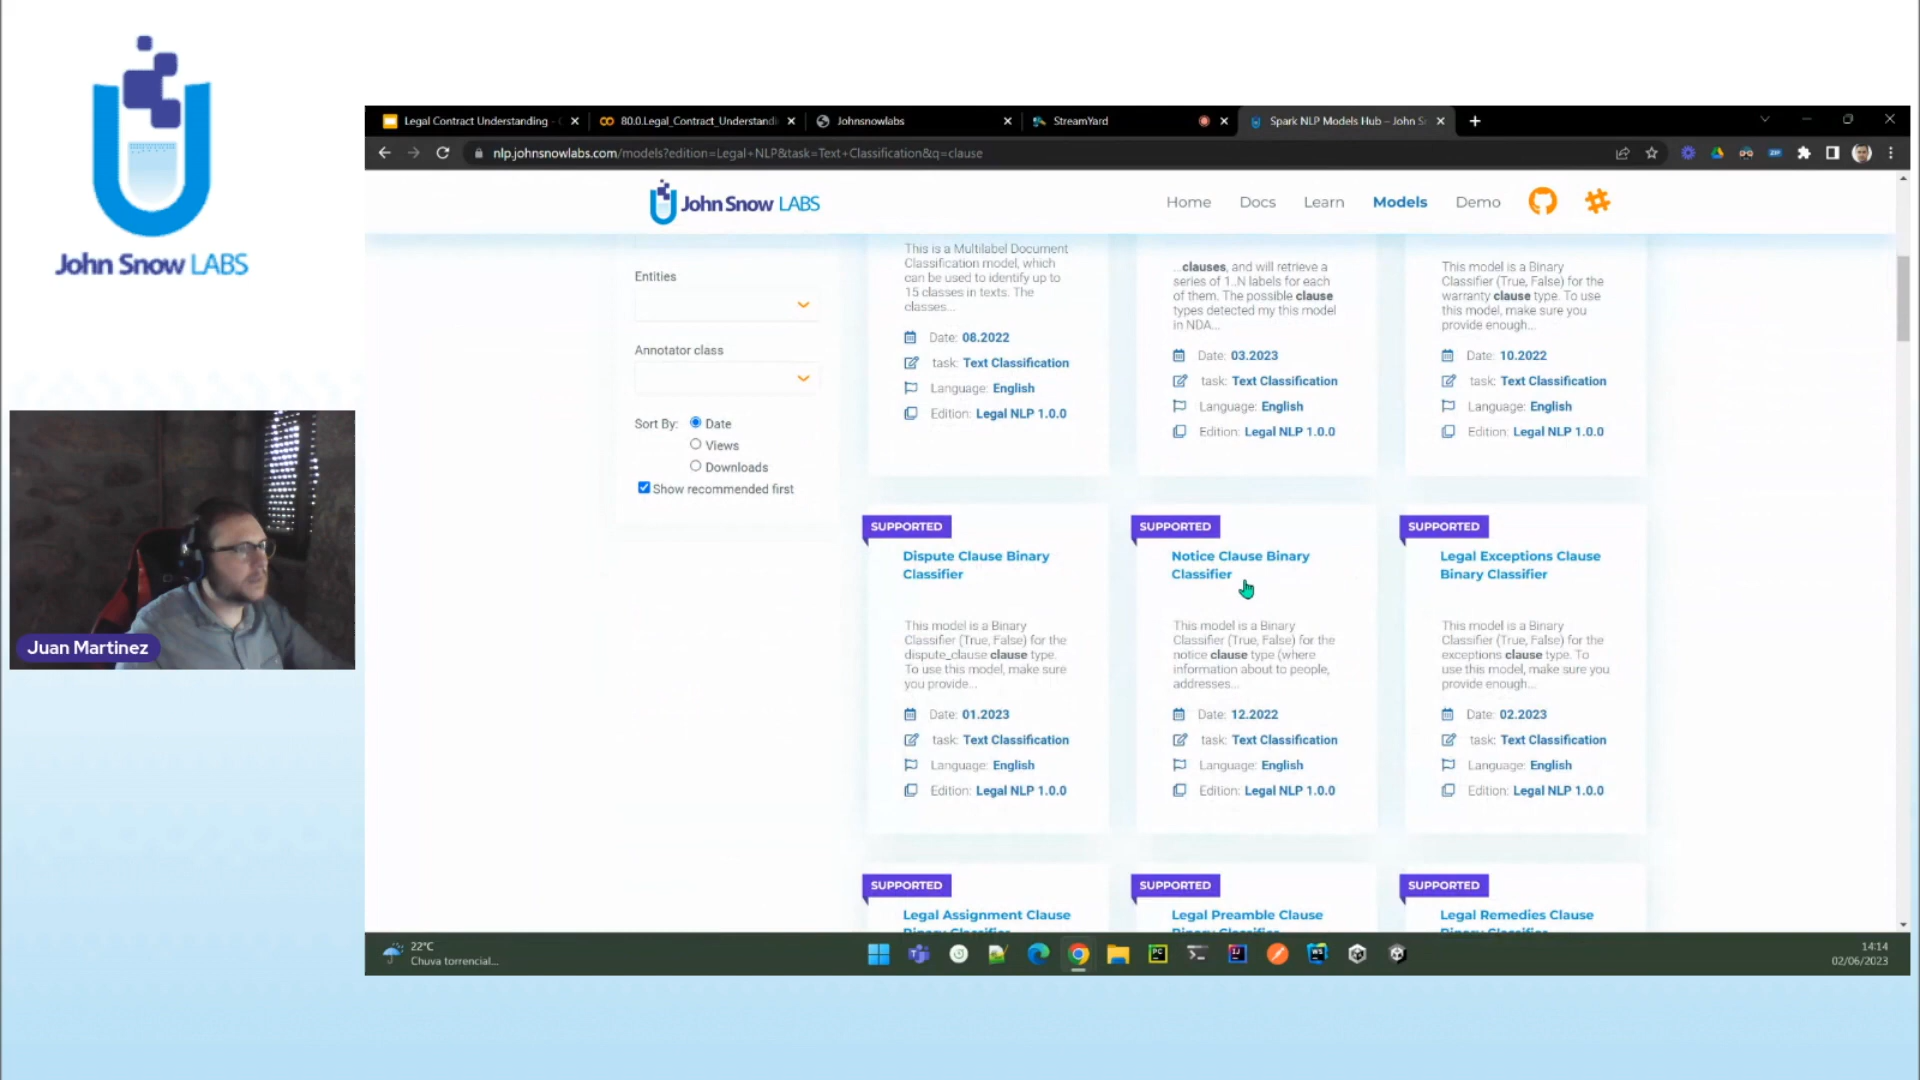 John Snow LABS
Juan Martinez
Legal Contract Understanding -
80.0.Legal_Contract_Understandi
Johnsnowlabs
StreamYard
Spark NLP Models Hub – John S
nlp.johnsnowlabs.com/models?edition=Legal+NLP&task=Text+Classification&q=clause
John Snow LABS
Home
Docs
Learn
Models
Demo
Entities
Annotator class
Sort By:
Date
Views
Downloads
Show recommended first
This is a Multilabel Document
Classification model, which
can be used to identify up to
15 classes in texts. The
classes...
Date: 08.2022
task: Text Classification
Language: English
Edition: Legal NLP 1.0.0
...clauses, and will retrieve a
series of 1..N labels for each
of them. The possible clause
types detected my this model
in NDA...
Date: 03.2023
task: Text Classification
Language: English
Edition: Legal NLP 1.0.0
This model is a Binary
Classifier (True, False) for the
warranty clause type. To use
this model, make sure you
provide enough...
Date: 10.2022
task: Text Classification
Language: English
Edition: Legal NLP 1.0.0
SUPPORTED
Dispute Clause Binary
Classifier
This model is a Binary
Classifier (True, False) for the
dispute_clause clause type.
To use this model, make sure
you provide...
Date: 01.2023
task: Text Classification
Language: English
Edition: Legal NLP 1.0.0
SUPPORTED
Notice Clause Binary
Classifier
This model is a Binary
Classifier (True, False) for the
notice clause type (where
information about to people,
addresses...
Date: 12.2022
task: Text Classification
Language: English
Edition: Legal NLP 1.0.0
SUPPORTED
Legal Exceptions Clause
Binary Classifier
This model is a Binary
Classifier (True, False) for the
exceptions clause type. To
use this model, make sure you
provide enough...
Date: 02.2023
task: Text Classification
Language: English
Edition: Legal NLP 1.0.0
SUPPORTED
Legal Assignment Clause
Binary Classifier
SUPPORTED
Legal Preamble Clause
Binary Classifier
SUPPORTED
Legal Remedies Clause
Binary Classifier
22°C
Chuva torrencial...
14:14
02/06/2023